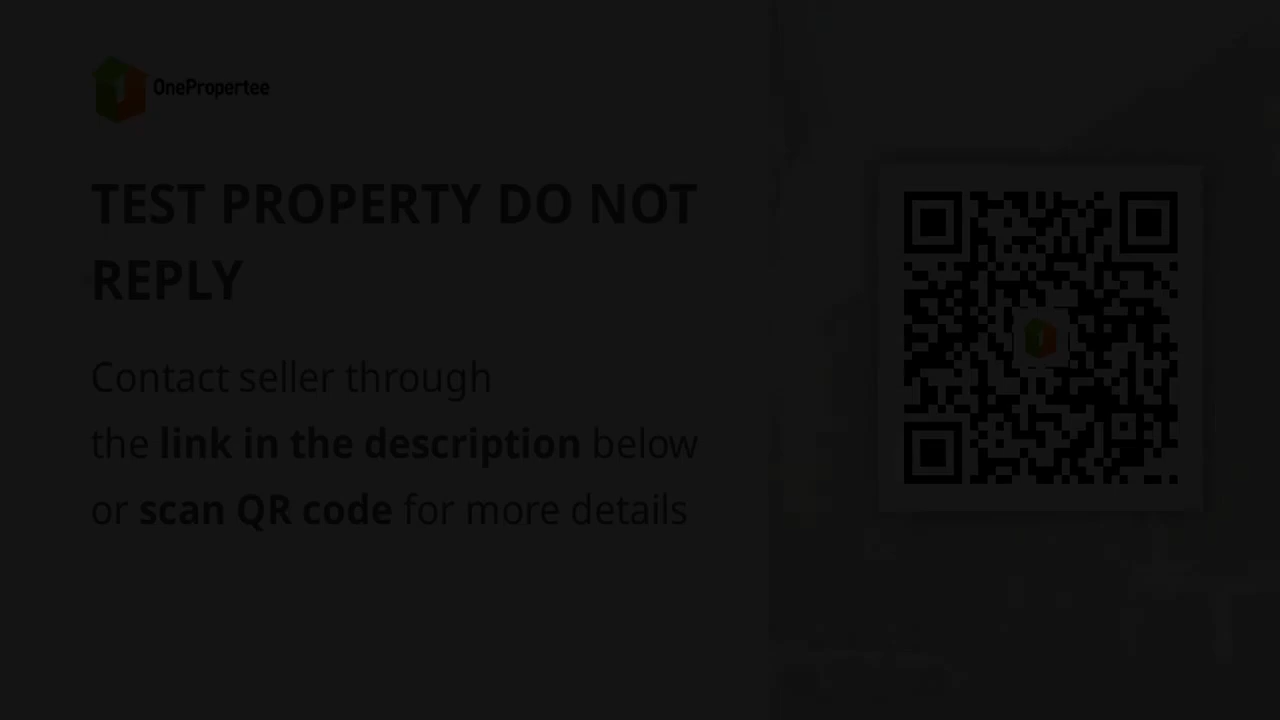 OnePropertee
TEST PROPERTY DO NOT
REPLY
Contact seller through
the link in the description below
or scan QR code for more details